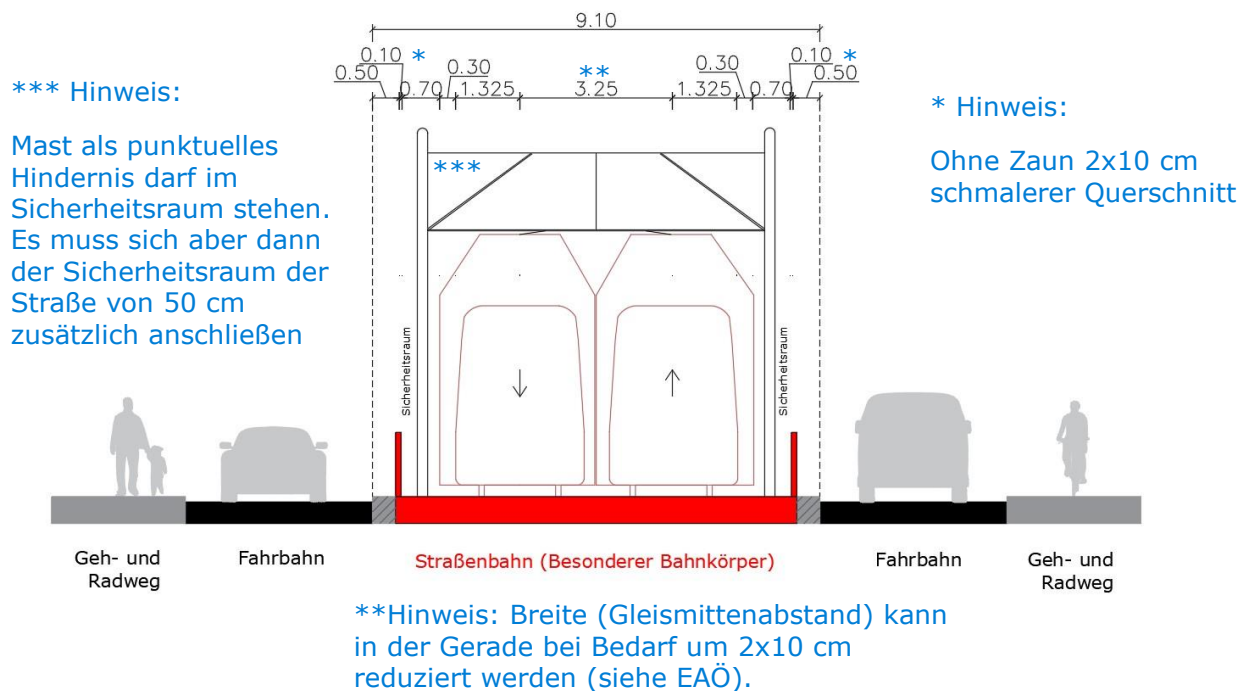 9.10
0.10 * 0.10 *
0.50 0.30 ** 0.30 0.50
0.70 1.325 3.25 1.325 0.70
*** Hinweis:
Mast als punktuelles
Hindernis darf im
Sicherheitsraum stehen.
Es muss sich aber dann
der Sicherheitsraum der
Straße von 50 cm
zusätzlich anschließen
* Hinweis:
Ohne Zaun 2x10 cm
schmalerer Querschnitt
***
Sicherheitsraum
Sicherheitsraum
Geh- und
Radweg
Fahrbahn
Straßenbahn (Besonderer Bahnkörper)
Fahrbahn
Geh- und
Radweg
**Hinweis: Breite (Gleismittenabstand) kann
in der Gerade bei Bedarf um 2x10 cm
reduziert werden (siehe EAÖ).